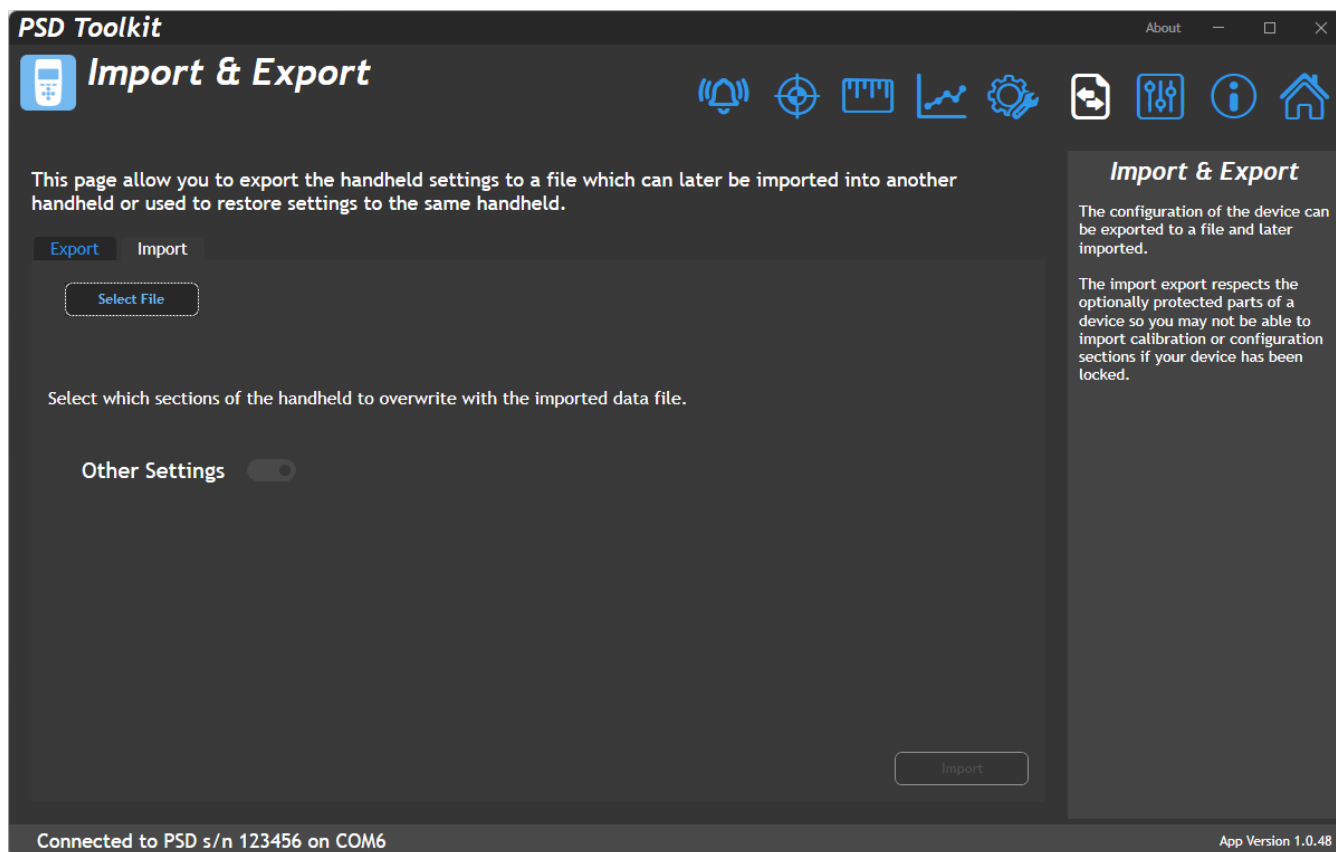 PSD Toolkit
About
Import & Export
This page allow you to export the handheld settings to a file which can later be imported into another
handheld or used to restore settings to the same handheld.
Export
Import
Select File
Select which sections of the handheld to overwrite with the imported data file.
Other Settings
Import
Import & Export
The configuration of the device can
be exported to a file and later
imported.
The import export respects the
optionally protected parts of a
device so you may not be able to
import calibration or configuration
sections if your device has been
locked.
Connected to PSD s/n 123456 on COM6
App Version 1.0.48